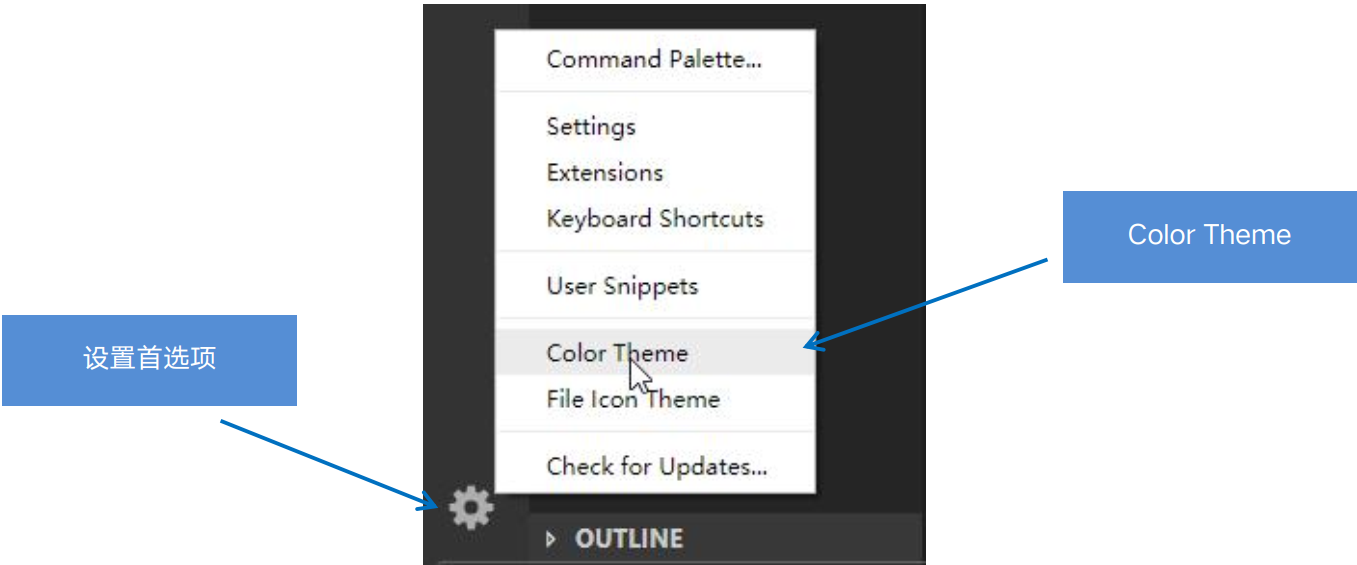 Command Palette...
Settings
Extensions
Keyboard Shortcuts
User Snippets
Color Theme
File Icon Theme
Check for Updates...
OUTLINE
设置首选项
Color Theme